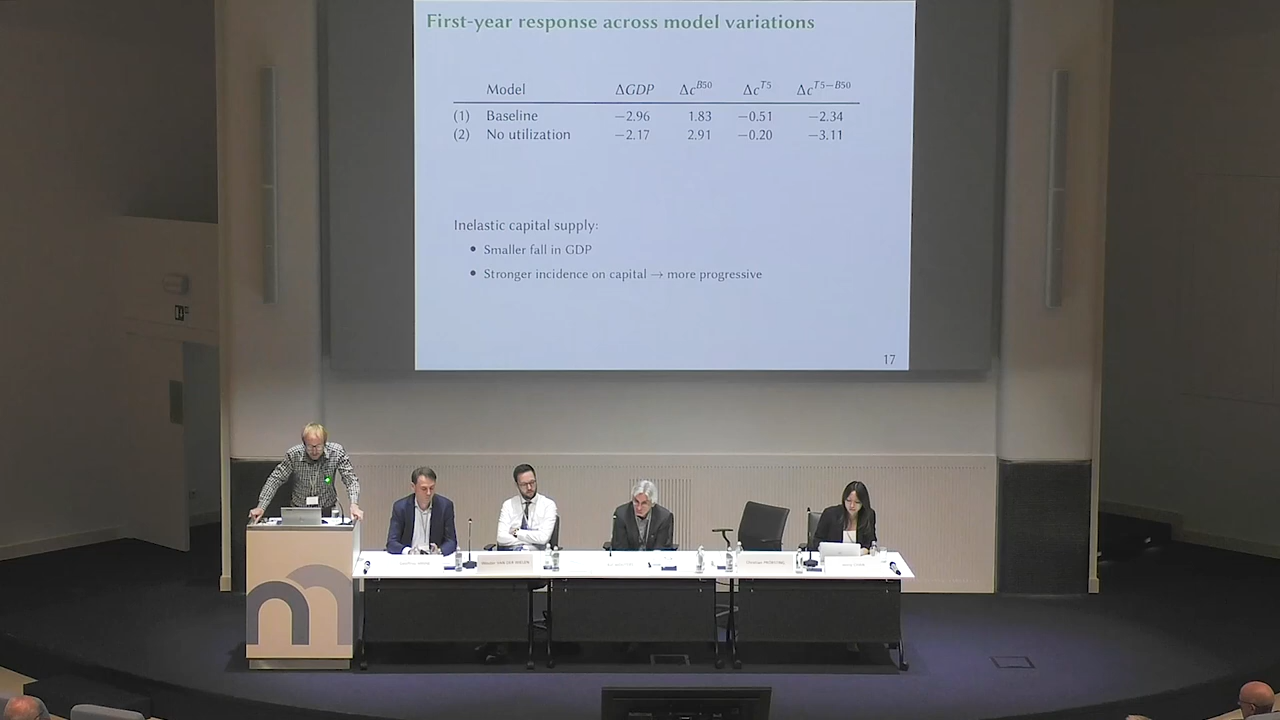 First-year response across model variations
Model ΔGDP Δc^B50 Δc^T5 Δc^T5−B50
(1) Baseline −2.96 1.83 −0.51 −2.34
(2) No utilization −2.17 2.91 −0.20 −3.11
Inelastic capital supply:
• Smaller fall in GDP
• Stronger incidence on capital → more progressive
17